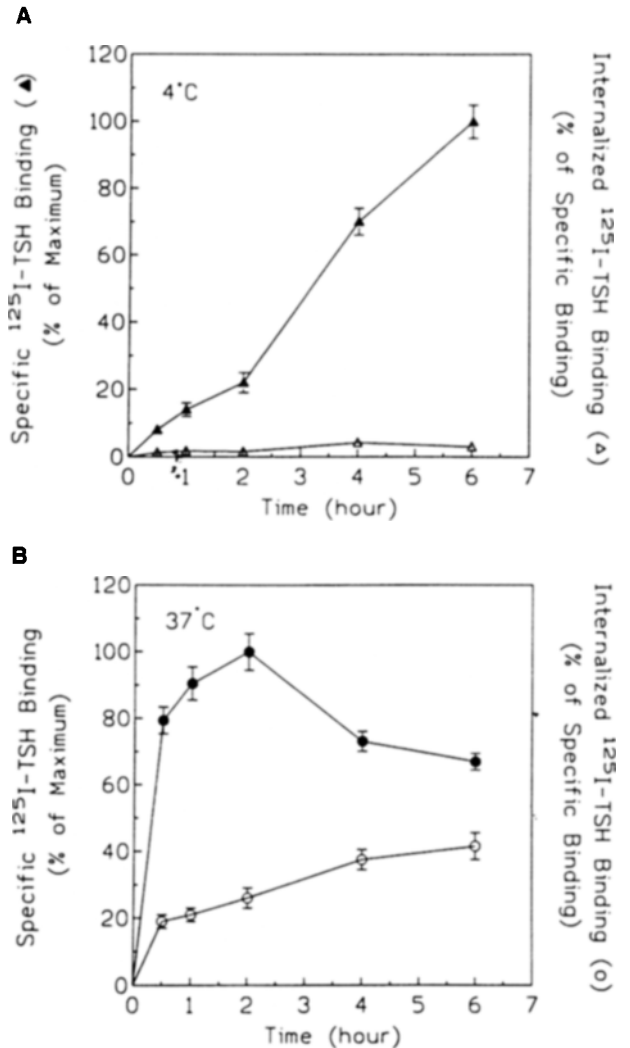 A
120
100
80
60
40
20
0
4°C
Specific ¹²⁵I-TSH Binding (▲)
(% of Maximum)
Internalized ¹²⁵I-TSH Binding (△)
(% of Specific Binding)
0 1 2 3 4 5 6 7
Time (hour)
B
120
100
80
60
40
20
0
37°C
Specific ¹²⁵I-TSH Binding
(% of Maximum)
Internalized ¹²⁵I-TSH Binding (o)
(% of Specific Binding)
0 1 2 3 4 5 6 7
Time (hour)